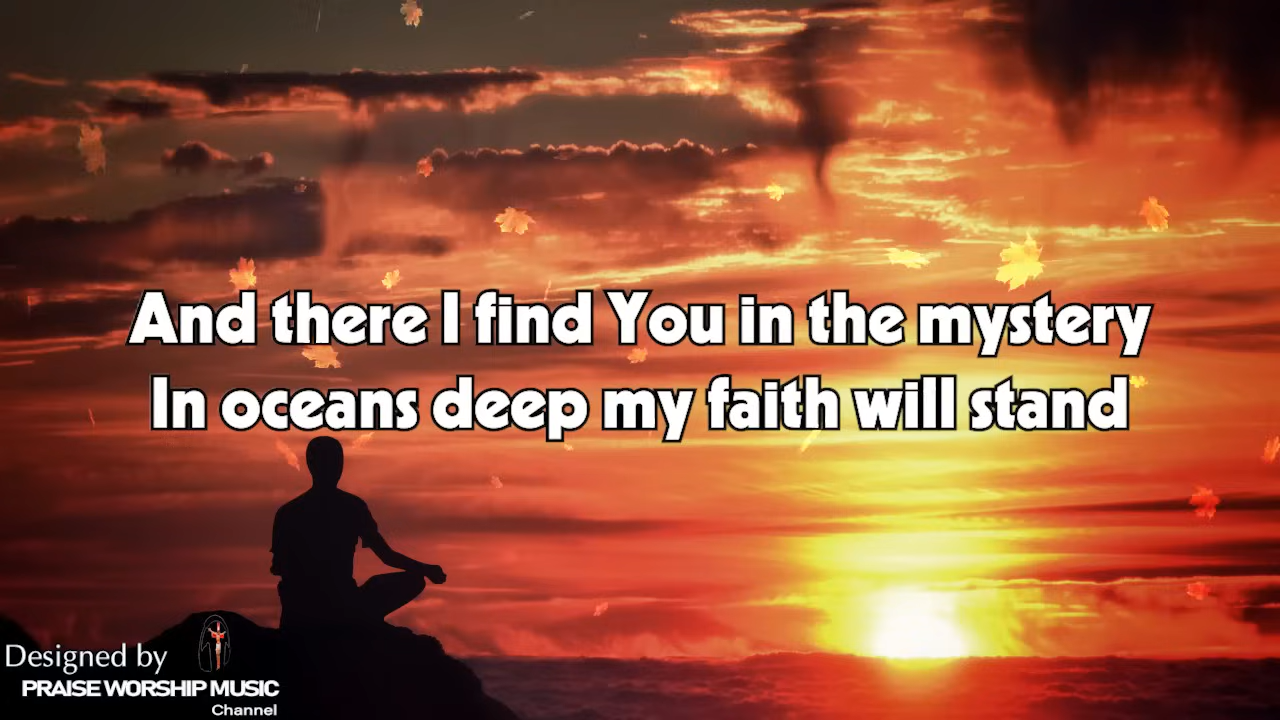 And there I find You in the mystery
In oceans deep my faith will stand
Designed by
PRAISE WORSHIP MUSIC
Channel